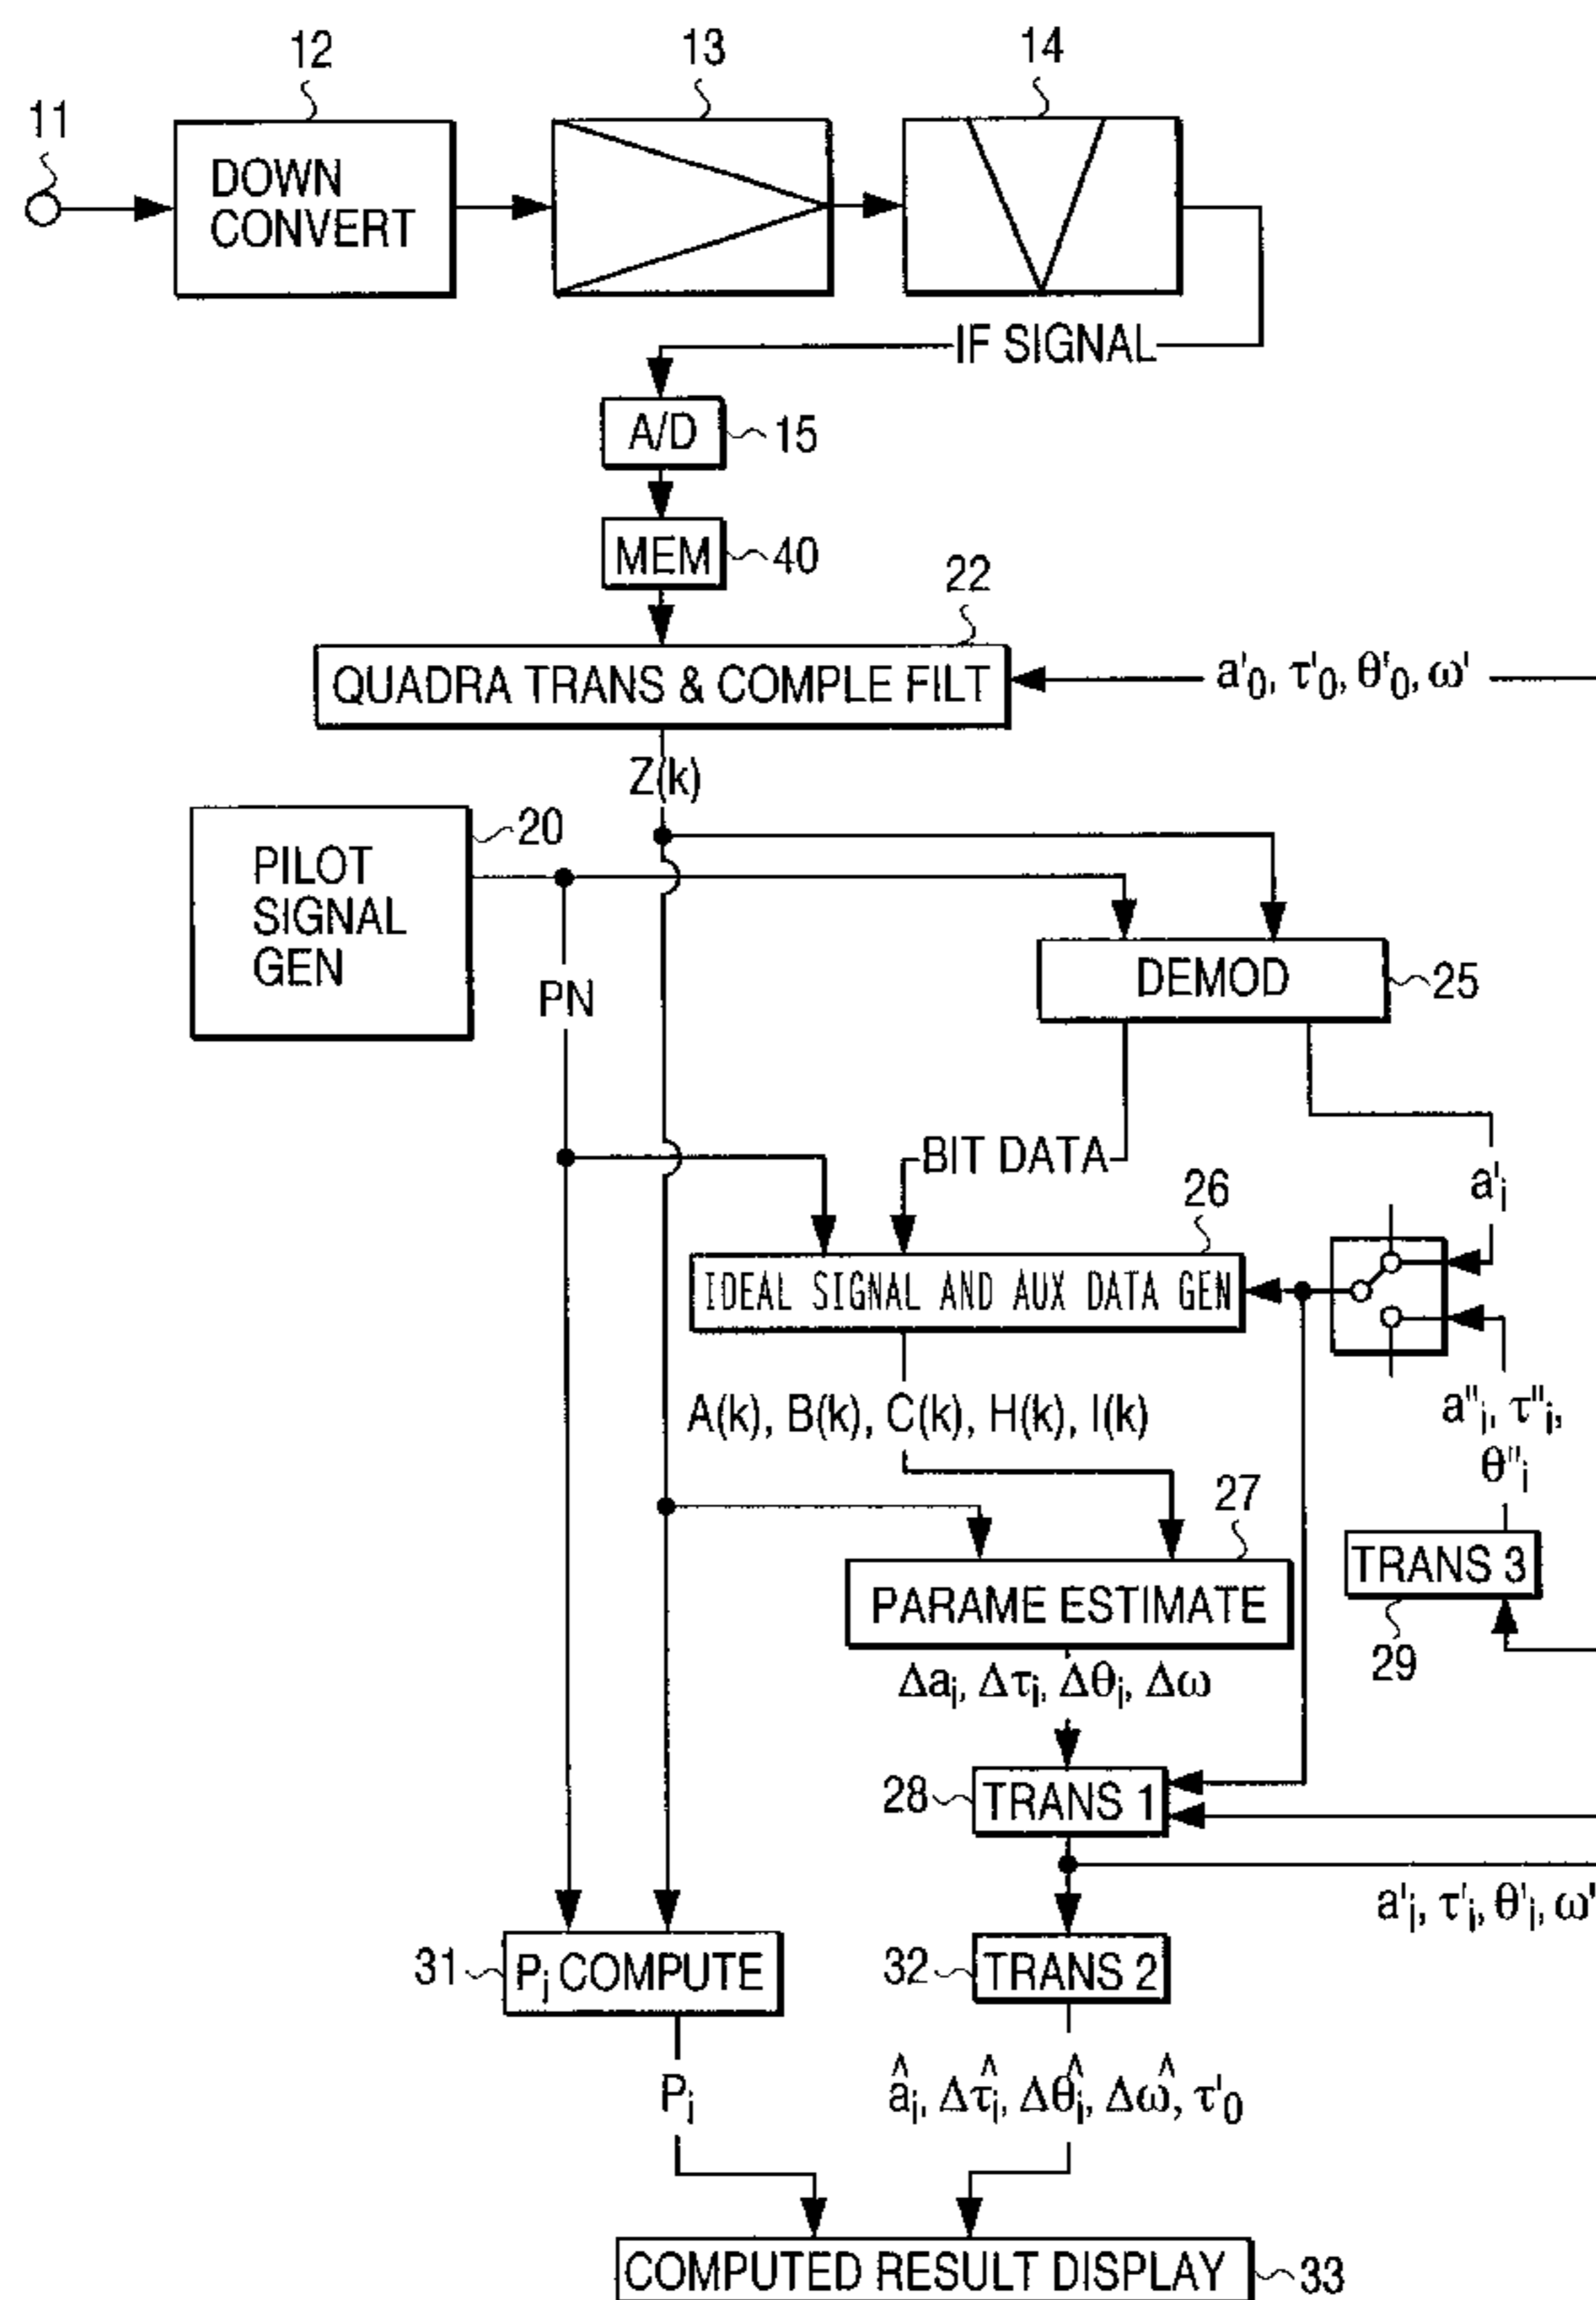 12
13
14
11
DOWN
CONVERT
IF SIGNAL
A/D
15
MEM
40
22
QUADRA TRANS & COMPLE FILT
a'0, τ'0, θ'0, ω'
Z(k)
20
PILOT
SIGNAL
GEN
PN
DEMOD
25
BIT DATA
a'i
26
IDEAL SIGNAL AND AUX DATA GEN
A(k), B(k), C(k), H(k), I(k)
a"i, τ"i,
θ"i
27
PARAME ESTIMATE
TRANS 3
29
Δai, Δτi, Δθi, Δω
28
TRANS 1
a'i, τ'i, θ'i, ω'
31
Pj COMPUTE
32
TRANS 2
Pj
âi, Δτ̂i, Δθ̂i, Δω̂, τ'0
COMPUTED RESULT DISPLAY
33